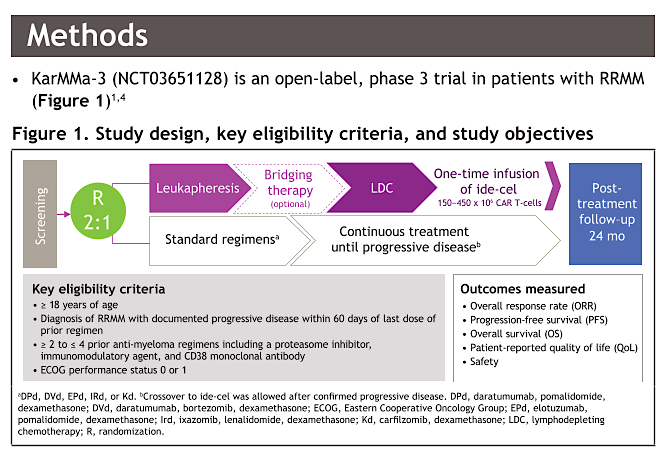 Methods
• KarMMa-3 (NCT03651128) is an open-label, phase 3 trial in patients with RRMM
(Figure 1)1,4
Figure 1. Study design, key eligibility criteria, and study objectives
Screening
R
2:1
Leukapheresis
Bridging
therapy
(optional)
LDC
One-time infusion
of ide-cel
150–450 x 10⁶ CAR T-cells
Standard regimensᵃ
Continuous treatment
until progressive diseaseᵇ
Post-
treatment
follow-up
24 mo
Key eligibility criteria
• ≥ 18 years of age
• Diagnosis of RRMM with documented progressive disease within 60 days of last dose of
prior regimen
• ≥ 2 to ≤ 4 prior anti-myeloma regimens including a proteasome inhibitor,
immunomodulatory agent, and CD38 monoclonal antibody
• ECOG performance status 0 or 1
Outcomes measured
• Overall response rate (ORR)
• Progression-free survival (PFS)
• Overall survival (OS)
• Patient-reported quality of life (QoL)
• Safety
ᵃDPd, DVd, EPd, IRd, or Kd. ᵇCrossover to ide-cel was allowed after confirmed progressive disease. DPd, daratumumab, pomalidomide,
dexamethasone; DVd, daratumumab, bortezomib, dexamethasone; ECOG, Eastern Cooperative Oncology Group; EPd, elotuzumab,
pomalidomide, dexamethasone; Ird, ixazomib, lenalidomide, dexamethasone; Kd, carfilzomib, dexamethasone; LDC, lymphodepleting
chemotherapy; R, randomization.